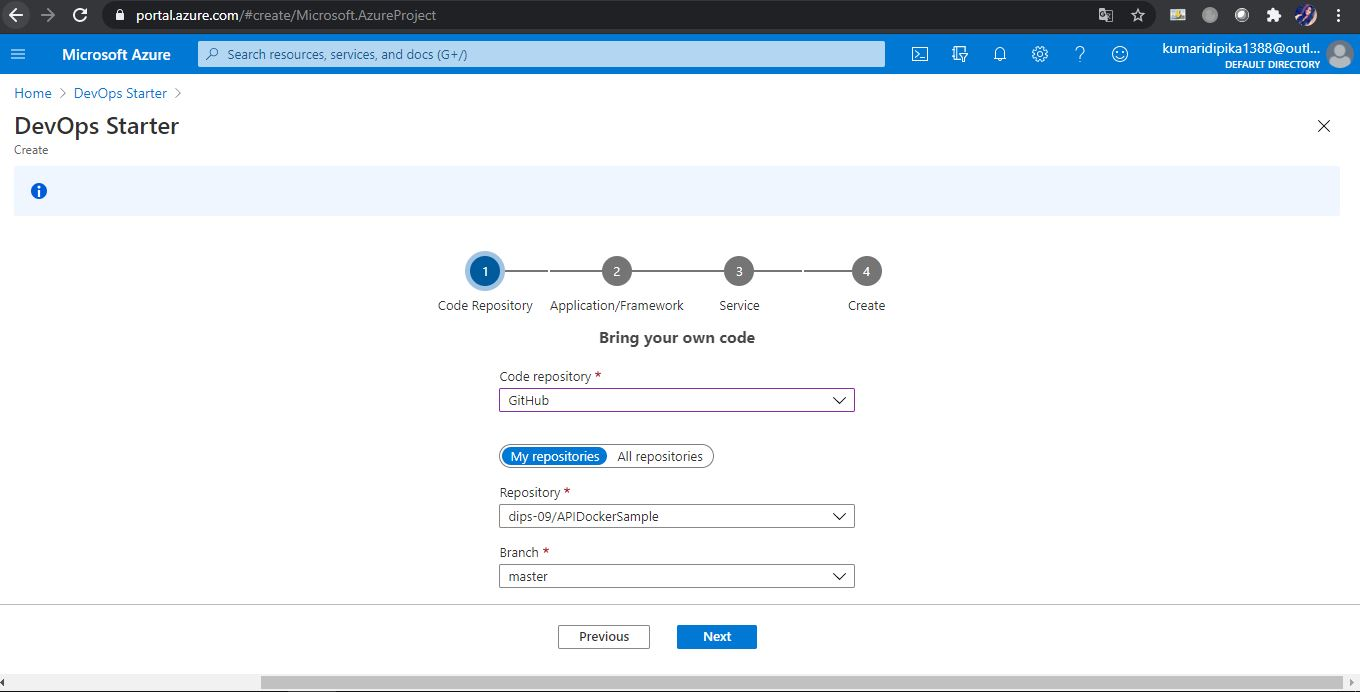 portal.azure.com/#create/Microsoft.AzureProject
Microsoft Azure
Search resources, services, and docs (G+/)
kumaridipika1388@outl...
DEFAULT DIRECTORY
Home > DevOps Starter >
DevOps Starter
Create
1 2 3 4
Code Repository Application/Framework Service Create
Bring your own code
Code repository *
GitHub
My repositories All repositories
Repository *
dips-09/APIDockerSample
Branch *
master
Previous Next